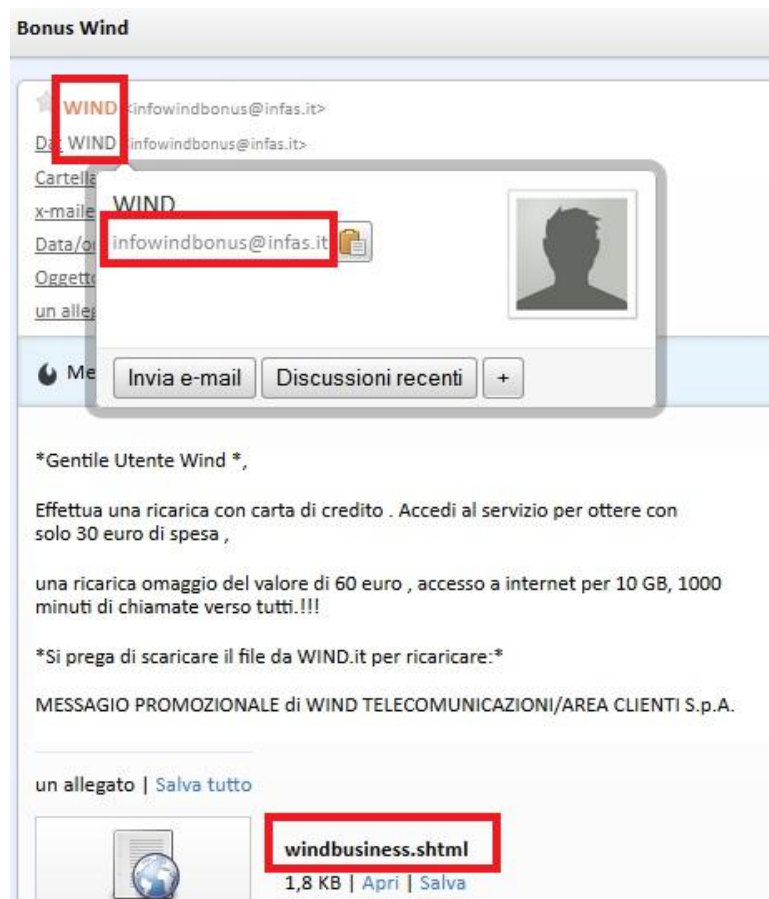 Bonus Wind
WIND <infowindbonus@infas.it>
Da: WIND <infowindbonus@infas.it>
Cartella
WIND
x-maile
infowindbonus@infas.it
Data/o
Oggetto
un alle
Me
Invia e-mail Discussioni recenti +
*Gentile Utente Wind *,
Effettua una ricarica con carta di credito . Accedi al servizio per ottere con
solo 30 euro di spesa ,
una ricarica omaggio del valore di 60 euro , accesso a internet per 10 GB, 1000
minuti di chiamate verso tutti.!!!
*Si prega di scaricare il file da WIND.it per ricaricare:*
MESSAGIO PROMOZIONALE di WIND TELECOMUNICAZIONI/AREA CLIENTI S.p.A.
un allegato | Salva tutto
windbusiness.shtml
1,8 KB | Apri | Salva